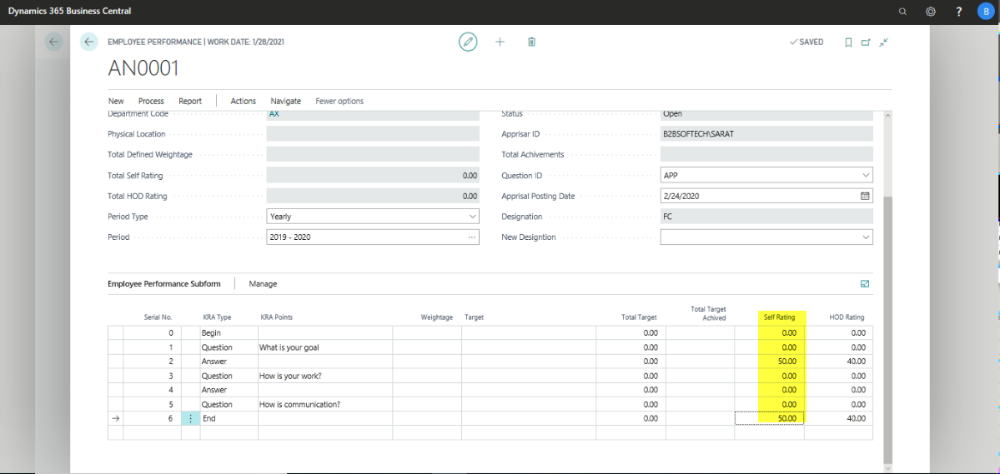 Dynamics 365 Business Central
? B
EMPLOYEE PERFORMANCE | WORK DATE: 1/28/2021
SAVED
AN0001
New Process Report Actions Navigate Fewer options
Department Code AX Status Open
Physical Location Apprisar ID B2BSOFTECH\SARAT
Total Defined Weightage Total Achivements
Total Self Rating 0.00 Question ID APP
Total HOD Rating 0.00 Apprisal Posting Date 2/24/2020
Period Type Yearly Designation FC
Period 2019 - 2020 ... New Designtion
Employee Performance Subform Manage
Serial No. KRA Type KRA Points Weightage Target Total Target Total Target Achived Self Rating HOD Rating
0 Begin 0.00 0.00 0.00
1 Question What is your goal 0.00 0.00 0.00
2 Answer 0.00 50.00 40.00
3 Question How is your work? 0.00 0.00 0.00
4 Answer 0.00 0.00 0.00
5 Question How is communication? 0.00 0.00 0.00
6 End 0.00 50.00 40.00